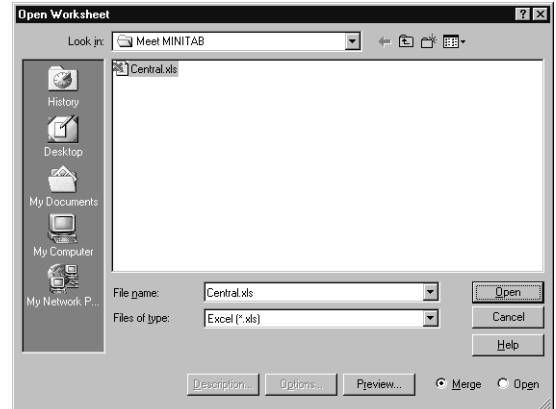 Open Worksheet
Look in: Meet MINITAB
Central.xls
History
Desktop
My Documents
My Computer
My Network P...
File name: Central.xls Open
Files of type: Excel (*.xls) Cancel
Help
Description... Options... Preview... Merge Open